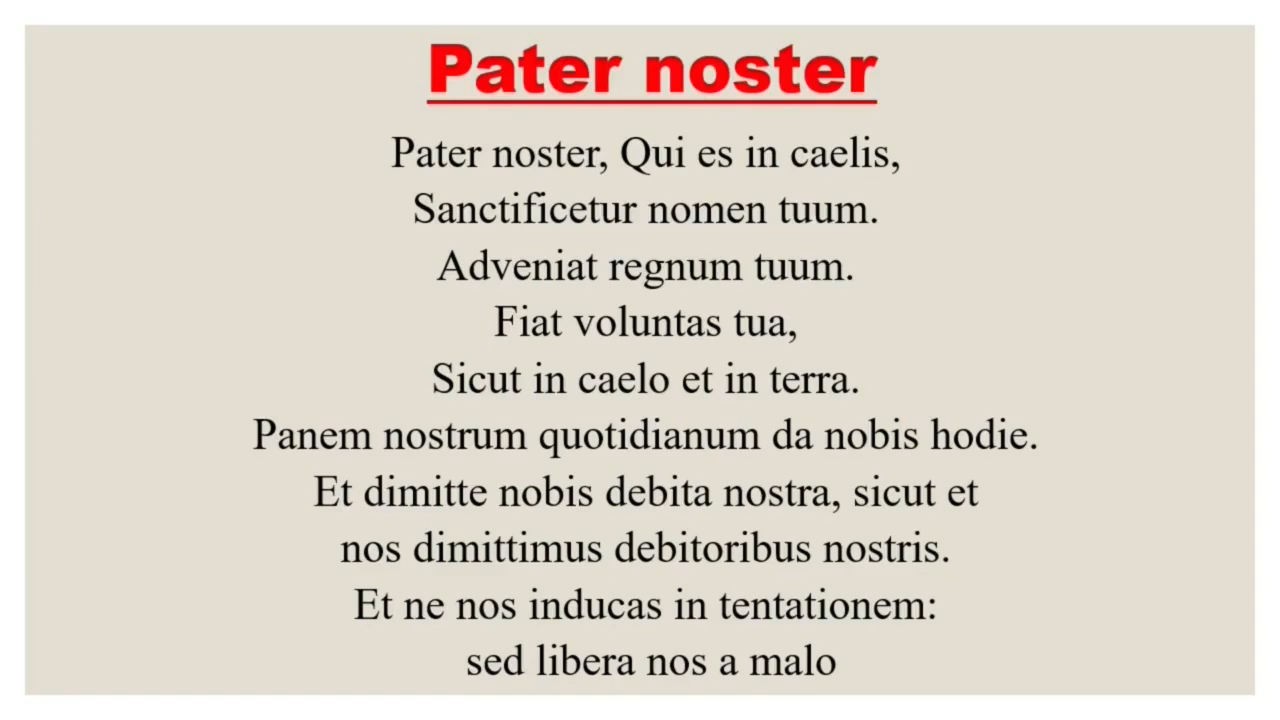 Pater noster
Pater noster, Qui es in caelis,
Sanctificetur nomen tuum.
Adveniat regnum tuum.
Fiat voluntas tua,
Sicut in caelo et in terra.
Panem nostrum quotidianum da nobis hodie.
Et dimitte nobis debita nostra, sicut et
nos dimittimus debitoribus nostris.
Et ne nos inducas in tentationem:
sed libera nos a malo